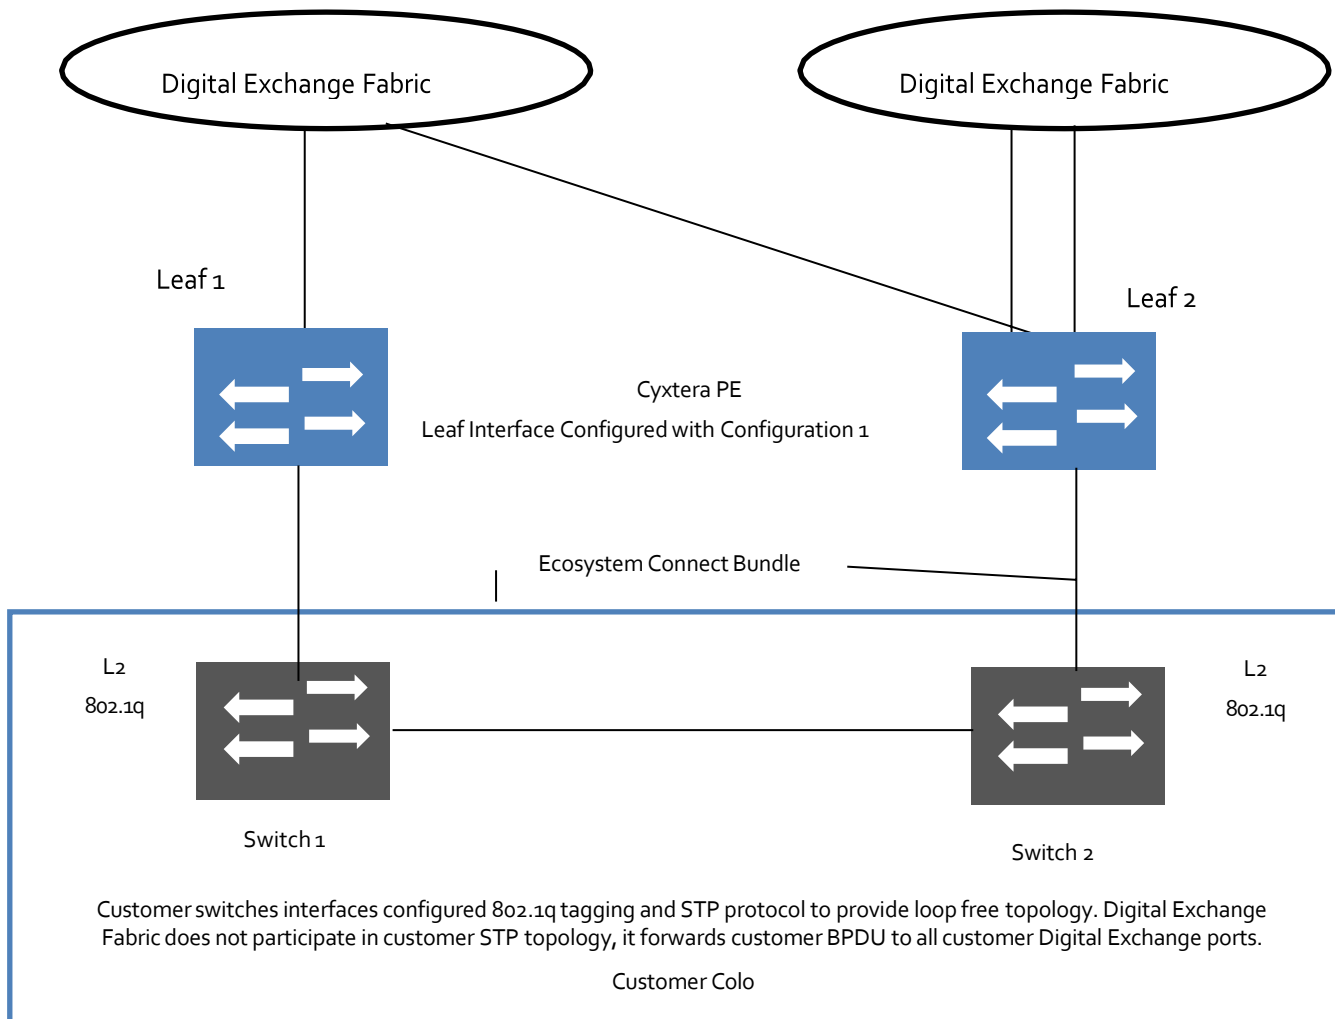 Digital Exchange Fabric
Digital Exchange Fabric
Leaf 1
Leaf 2
Cyxtera PE
Leaf Interface Configured with Configuration 1
Ecosystem Connect Bundle
L2
802.1q
L2
802.1q
Switch 1
Switch 2
Customer switches interfaces configured 802.1q tagging and STP protocol to provide loop free topology. Digital Exchange
Fabric does not participate in customer STP topology, it forwards customer BPDU to all customer Digital Exchange ports.
Customer Colo